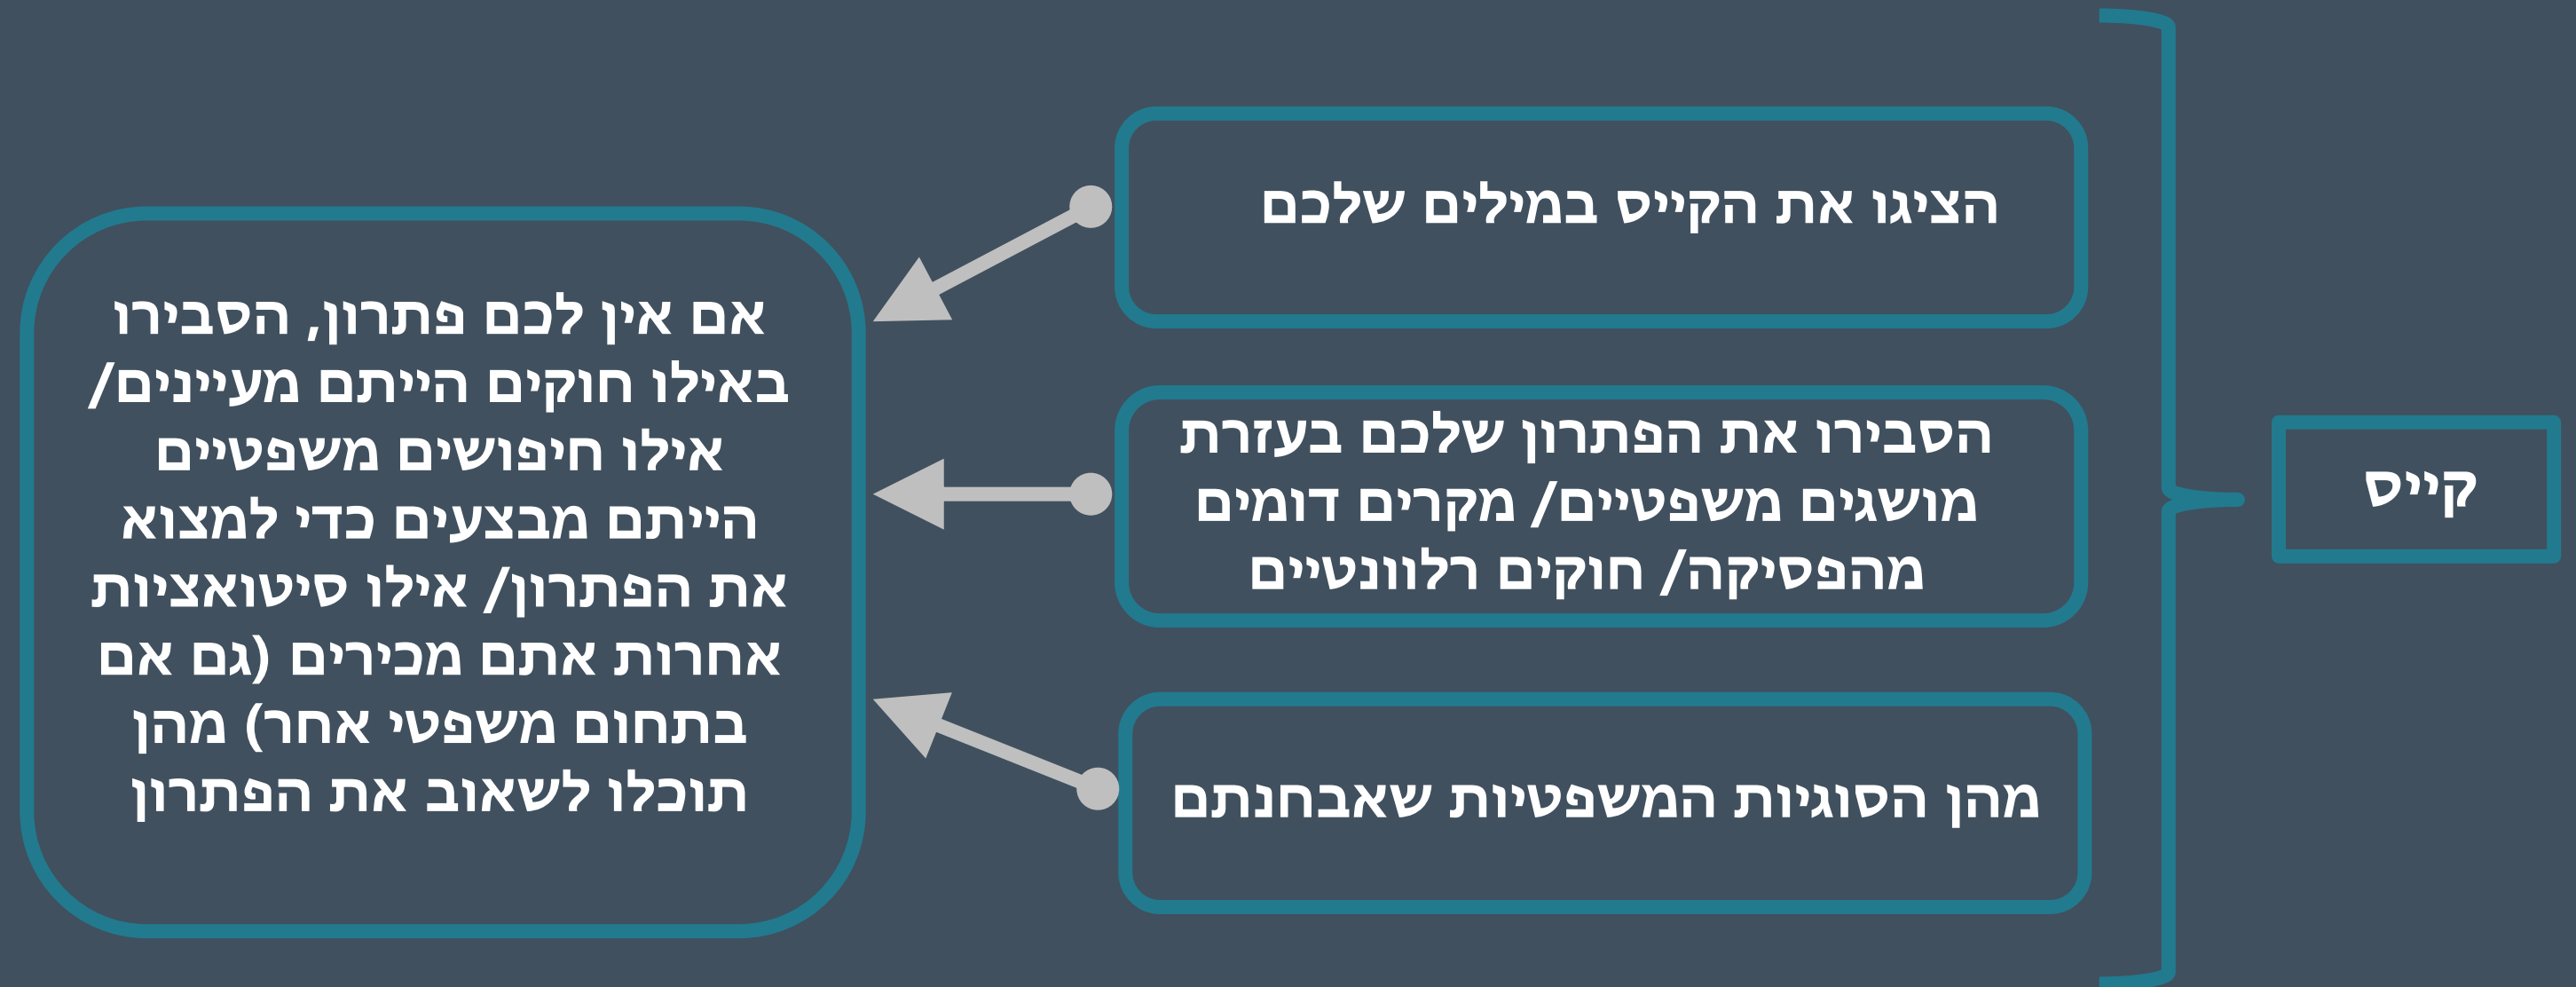 קייס
הציגו את הקייס במילים שלכם
הסבירו את הפתרון שלכם בעזרת
מושגים משפטיים/ מקרים דומים
מהפסיקה/ חוקים רלוונטיים
מהן הסוגיות המשפטיות שאבחנתם
אם אין לכם פתרון, הסבירו
באילו חוקים הייתם מעיינים/
אילו חיפושים משפטיים
הייתם מבצעים כדי למצוא
את הפתרון/ אילו סיטואציות
אחרות אתם מכירים (גם אם
בתחום משפטי אחר) מהן
תוכלו לשאוב את הפתרון